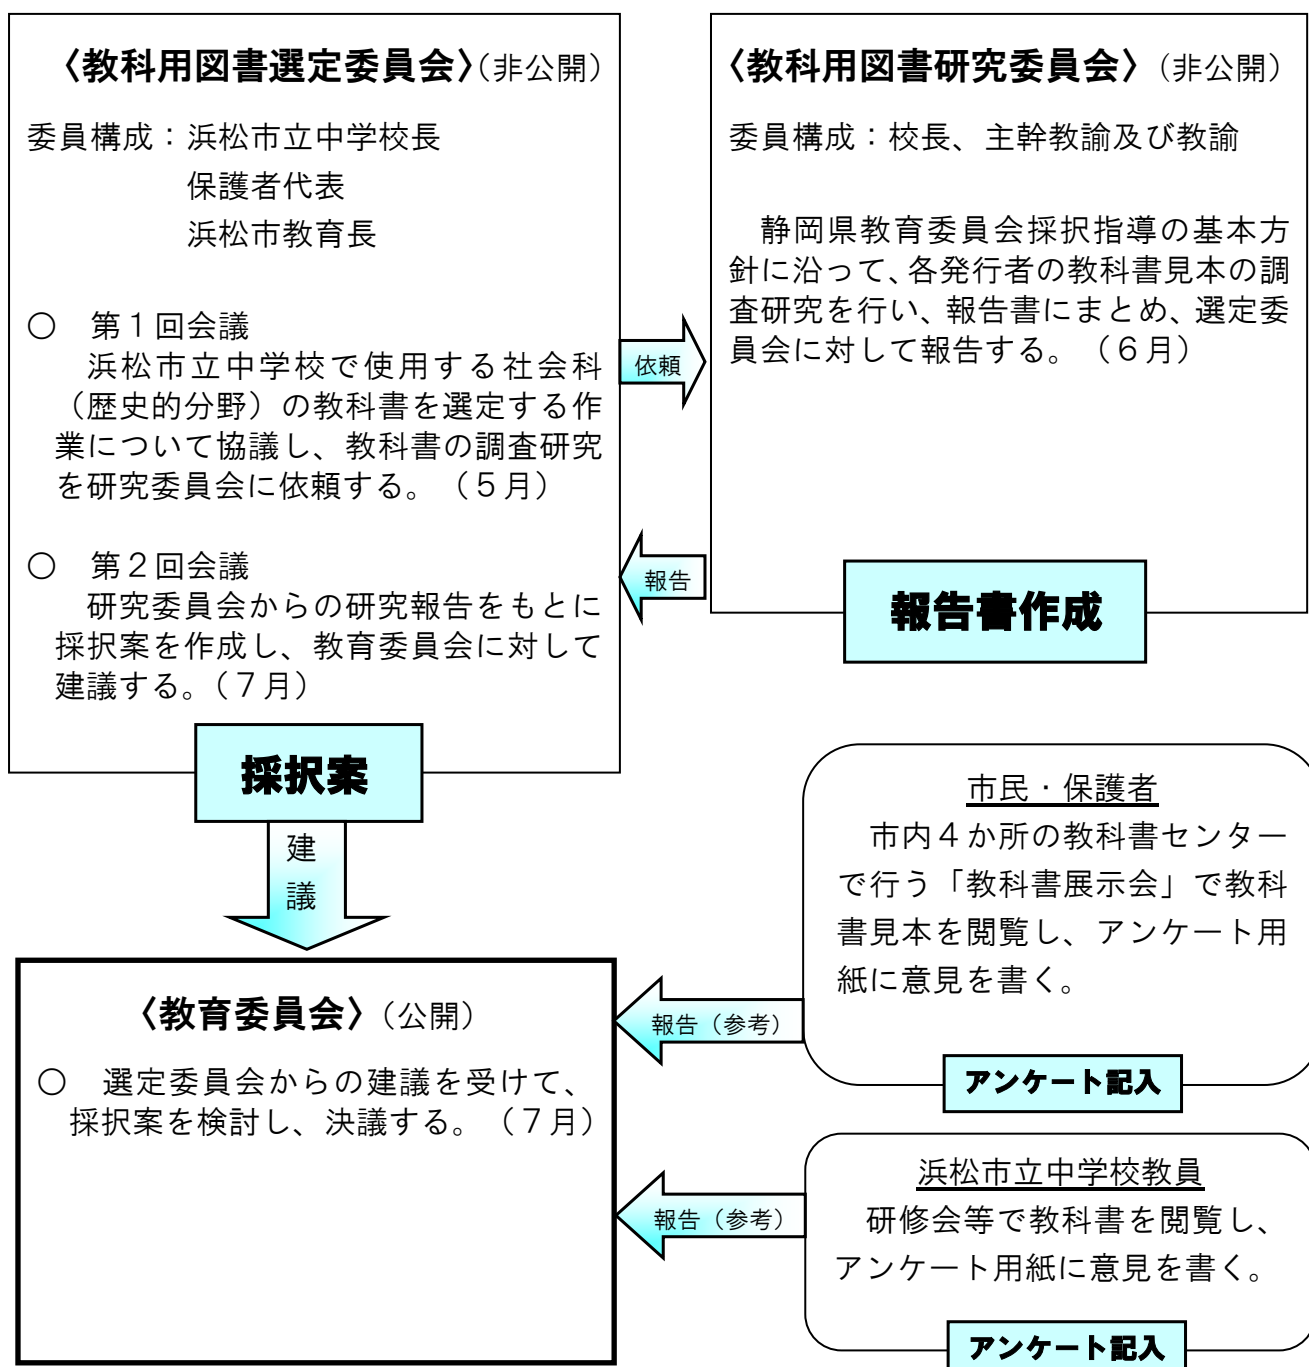 〈教科用図書選定委員会〉（非公開）
委員構成：浜松市立中学校長
保護者代表
浜松市教育長
○　第１回会議
浜松市立中学校で使用する社会科
（歴史的分野）の教科書を選定する作
業について協議し、教科書の調査研究
を研究委員会に依頼する。（５月）
○　第２回会議
研究委員会からの研究報告をもとに
採択案を作成し、教育委員会に対して
建議する。（７月）
採択案
依頼
報告
〈教科用図書研究委員会〉（非公開）
委員構成：校長、主幹教諭及び教諭
静岡県教育委員会採択指導の基本方
針に沿って、各発行者の教科書見本の調
査研究を行い、報告書にまとめ、選定委
員会に対して報告する。（６月）
報告書作成
建
議
〈教育委員会〉（公開）
○　選定委員会からの建議を受けて、
採択案を検討し、決議する。（７月）
市民・保護者
市内４か所の教科書センター
で行う「教科書展示会」で教科
書見本を閲覧し、アンケート用
紙に意見を書く。
報告（参考）
アンケート記入
浜松市立中学校教員
研修会等で教科書を閲覧し、
アンケート用紙に意見を書く。
報告（参考）
アンケート記入